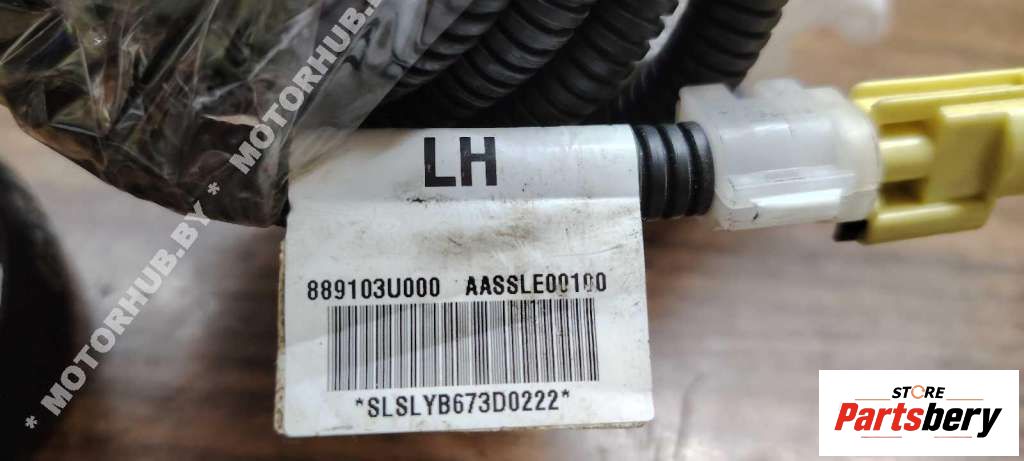 * MOTORHUB.BY * MOTORHUB.BY *
LH
889103U000 AASSLE00100
*SLSLYB673D0222*
STORE
Partsbery